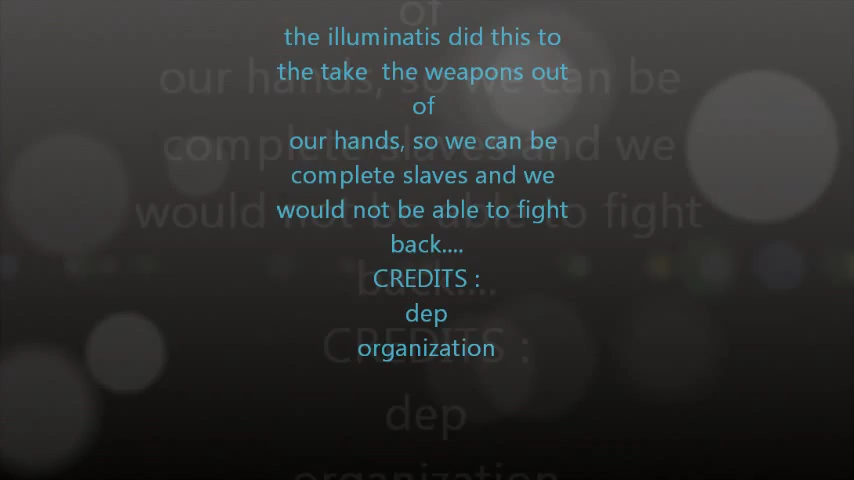 the illuminatis did this to
the take  the weapons out
of
our hands, so we can be
complete slaves and we
would not be able to fight
back....
CREDITS :
dep
organization